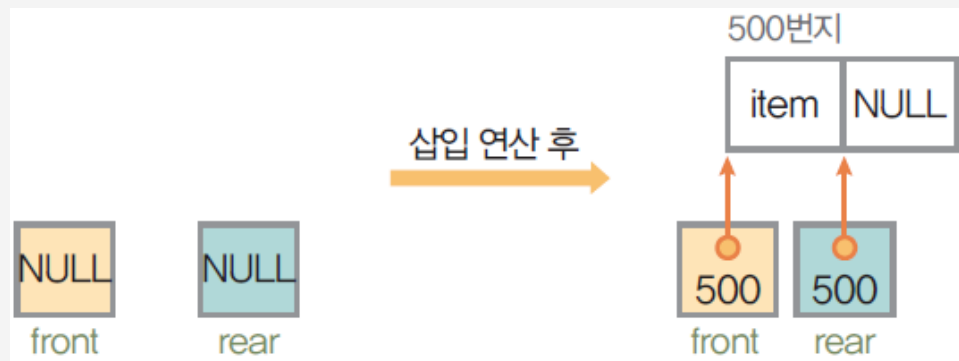 500번지
item NULL
삽입 연산 후
NULL NULL 500 500
front rear front rear